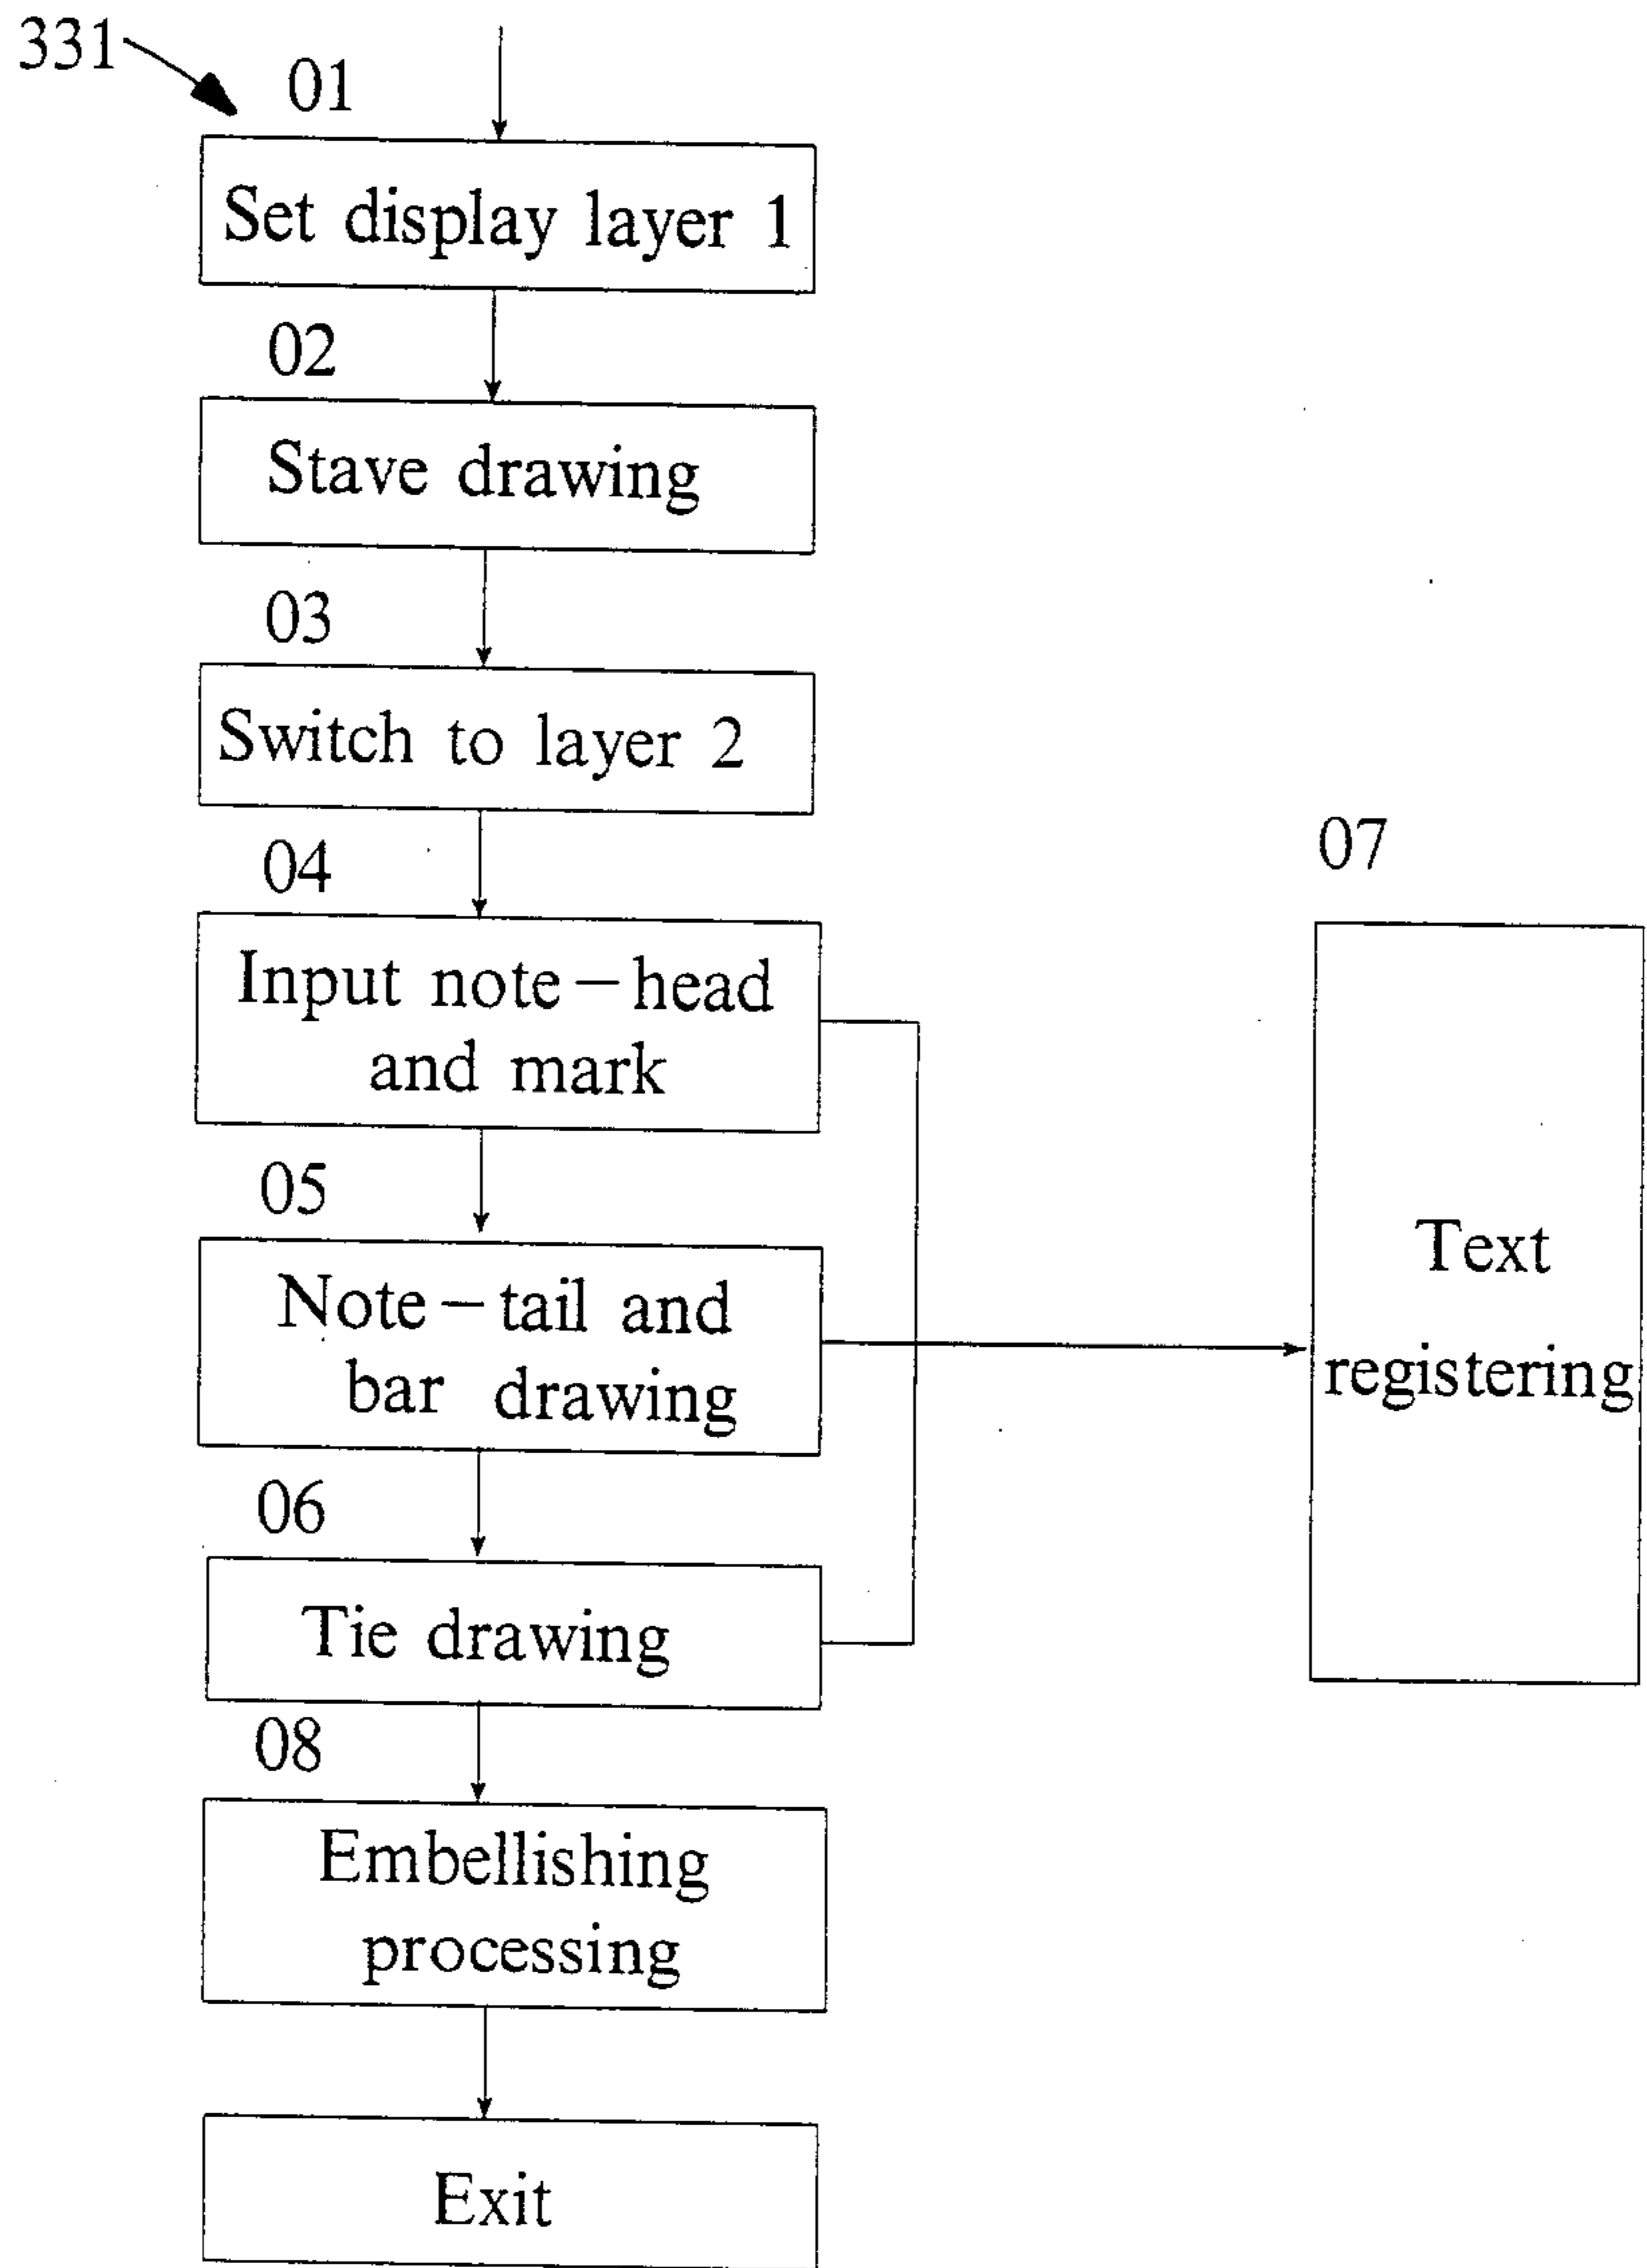 331
01
Set display layer 1
02
Stave drawing
03
Switch to layer 2
04
Input note–head
and mark
05
Note–tail and
bar drawing
06
Tie drawing
07
Text
registering
08
Embellishing
processing
Exit